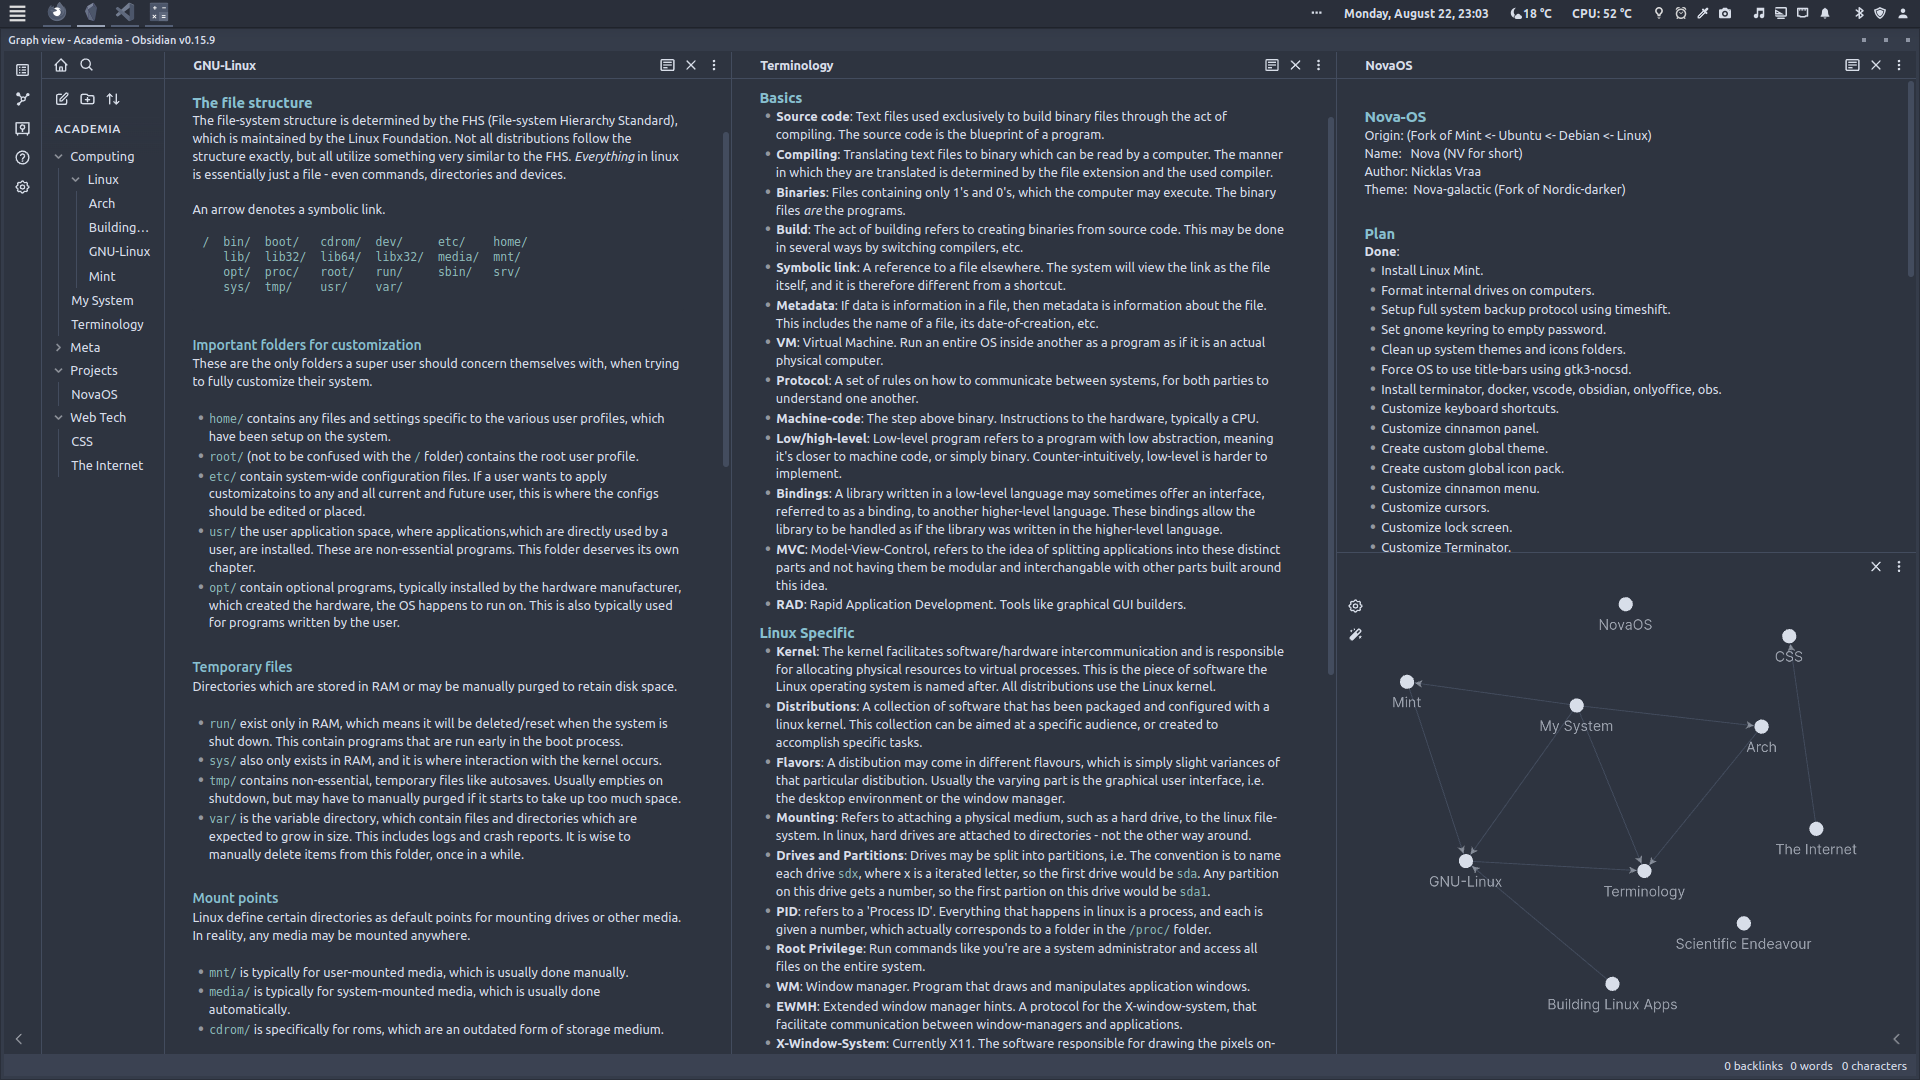 Monday, August 22, 23:03
18 °C
CPU: 52 °C
Graph view - Academia - Obsidian v0.15.9
ACADEMIA
Computing
Linux
Arch
Building...
GNU-Linux
Mint
My System
Terminology
Meta
Projects
NovaOS
Web Tech
CSS
The Internet
GNU-Linux
The file structure
The file-system structure is determined by the FHS (File-system Hierarchy Standard),
which is maintained by the Linux Foundation. Not all distributions follow the
structure exactly, but all utilize something very similar to the FHS. Everything in linux
is essentially just a file - even commands, directories and devices.
An arrow denotes a symbolic link.
/ bin/ boot/ cdrom/ dev/ etc/ home/
lib/ lib32/ lib64/ libx32/ media/ mnt/
opt/ proc/ root/ run/ sbin/ srv/
sys/ tmp/ usr/ var/
Important folders for customization
These are the only folders a super user should concern themselves with, when trying
to fully customize their system.
• home/ contains any files and settings specific to the various user profiles, which
have been setup on the system.
• root/ (not to be confused with the / folder) contains the root user profile.
• etc/ contain system-wide configuration files. If a user wants to apply
customizatoins to any and all current and future user, this is where the configs
should be edited or placed.
• usr/ the user application space, where applications,which are directly used by a
user, are installed. These are non-essential programs. This folder deserves its own
chapter.
• opt/ contain optional programs, typically installed by the hardware manufacturer,
which created the hardware, the OS happens to run on. This is also typically used
for programs written by the user.
Temporary files
Directories which are stored in RAM or may be manually purged to retain disk space.
• run/ exist only in RAM, which means it will be deleted/reset when the system is
shut down. This contain programs that are run early in the boot process.
• sys/ also only exists in RAM, and it is where interaction with the kernel occurs.
• tmp/ contains non-essential, temporary files like autosaves. Usually empties on
shutdown, but may have to manually purged if it starts to take up too much space.
• var/ is the variable directory, which contain files and directories which are
expected to grow in size. This includes logs and crash reports. It is wise to
manually delete items from this folder, once in a while.
Mount points
Linux define certain directories as default points for mounting drives or other media.
In reality, any media may be mounted anywhere.
• mnt/ is typically for user-mounted media, which is usually done manually.
• media/ is typically for system-mounted media, which is usually done
automatically.
• cdrom/ is specifically for roms, which are an outdated form of storage medium.
Terminology
Basics
• Source code: Text files used exclusively to build binary files through the act of
compiling. The source code is the blueprint of a program.
• Compiling: Translating text files to binary which can be read by a computer. The manner
in which they are translated is determined by the file extension and the used compiler.
• Binaries: Files containing only 1's and 0's, which the computer may execute. The binary
files are the programs.
• Build: The act of building refers to creating binaries from source code. This may be done
in several ways by switching compilers, etc.
• Symbolic link: A reference to a file elsewhere. The system will view the link as the file
itself, and it is therefore different from a shortcut.
• Metadata: If data is information in a file, then metadata is information about the file.
This includes the name of a file, its date-of-creation, etc.
• VM: Virtual Machine. Run an entire OS inside another as a program as if it is an actual
physical computer.
• Protocol: A set of rules on how to communicate between systems, for both parties to
understand one another.
• Machine-code: The step above binary. Instructions to the hardware, typically a CPU.
• Low/high-level: Low-level program refers to a program with low abstraction, meaning
it's closer to machine code, or simply binary. Counter-intuitively, low-level is harder to
implement.
• Bindings: A library written in a low-level language may sometimes offer an interface,
referred to as a binding, to another higher-level language. These bindings allow the
library to be handled as if the library was written in the higher-level language.
• MVC: Model-View-Control, refers to the idea of splitting applications into these distinct
parts and not having them be modular and interchangable with other parts built around
this idea.
• RAD: Rapid Application Development. Tools like graphical GUI builders.
Linux Specific
• Kernel: The kernel facilitates software/hardware intercommunication and is responsible
for allocating physical resources to virtual processes. This is the piece of software the
Linux operating system is named after. All distributions use the Linux kernel.
• Distributions: A collection of software that has been packaged and configured with a
linux kernel. This collection can be aimed at a specific audience, or created to
accomplish specific tasks.
• Flavors: A distibution may come in different flavours, which is simply slight variances of
that particular distibution. Usually the varying part is the graphical user interface, i.e.
the desktop environment or the window manager.
• Mounting: Refers to attaching a physical medium, such as a hard drive, to the linux file-
system. In linux, hard drives are attached to directories - not the other way around.
• Drives and Partitions: Drives may be split into partitions, i.e. The convention is to name
each drive sdx, where x is a iterated letter, so the first drive would be sda. Any partition
on this drive gets a number, so the first partion on this drive would be sda1.
• PID: refers to a 'Process ID'. Everything that happens in linux is a process, and each is
given a number, which actually corresponds to a folder in the /proc/ folder.
• Root Privilege: Run commands like you're are a system administrator and access all
files on the entire system.
• WM: Window manager. Program that draws and manipulates application windows.
• EWMH: Extended window manager hints. A protocol for the X-window-system, that
facilitate communication between window-managers and applications.
• X-Window-System: Currently X11. The software responsible for drawing the pixels on-
NovaOS
Nova-OS
Origin: (Fork of Mint <- Ubuntu <- Debian <- Linux)
Name: Nova (NV for short)
Author: Nicklas Vraa
Theme: Nova-galactic (Fork of Nordic-darker)
Plan
Done:
• Install Linux Mint.
• Format internal drives on computers.
• Setup full system backup protocol using timeshift.
• Set gnome keyring to empty password.
• Clean up system themes and icons folders.
• Force OS to use title-bars using gtk3-nocsd.
• Install terminator, docker, vscode, obsidian, onlyoffice, obs.
• Customize keyboard shortcuts.
• Customize cinnamon panel.
• Create custom global theme.
• Create custom global icon pack.
• Customize cinnamon menu.
• Customize cursors.
• Customize lock screen.
• Customize Terminator.
NovaOS
CSS
Mint
My System
Arch
The Internet
GNU-Linux
Terminology
Scientific Endeavour
Building Linux Apps
0 backlinks 0 words 0 characters